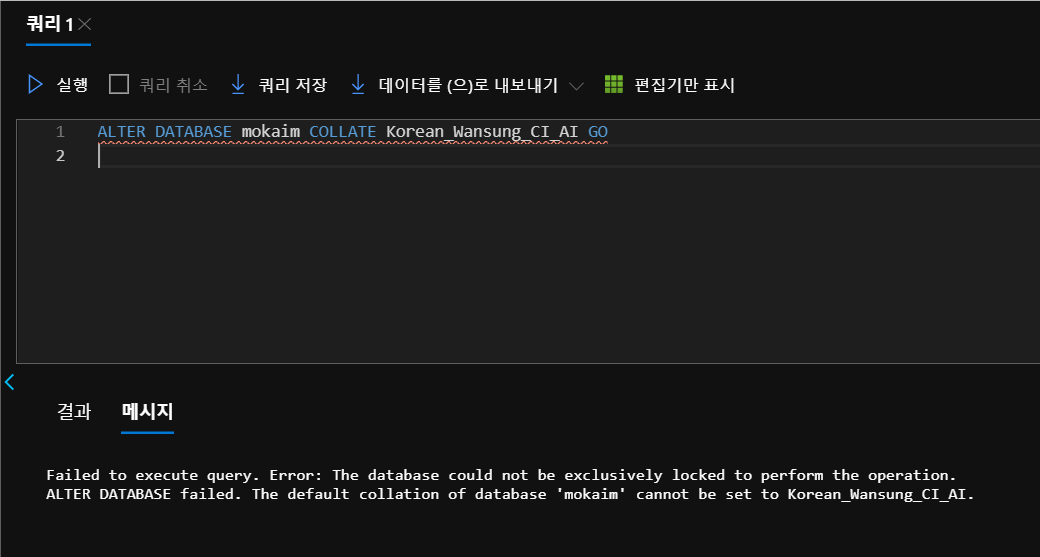 쿼리 1
실행 쿼리 취소 쿼리 저장 데이터를 (으)로 내보내기 편집기만 표시
1 ALTER DATABASE mokaim COLLATE Korean_Wansung_CI_AI GO
2
결과 메시지
Failed to execute query. Error: The database could not be exclusively locked to perform the operation.
ALTER DATABASE failed. The default collation of database 'mokaim' cannot be set to Korean_Wansung_CI_AI.